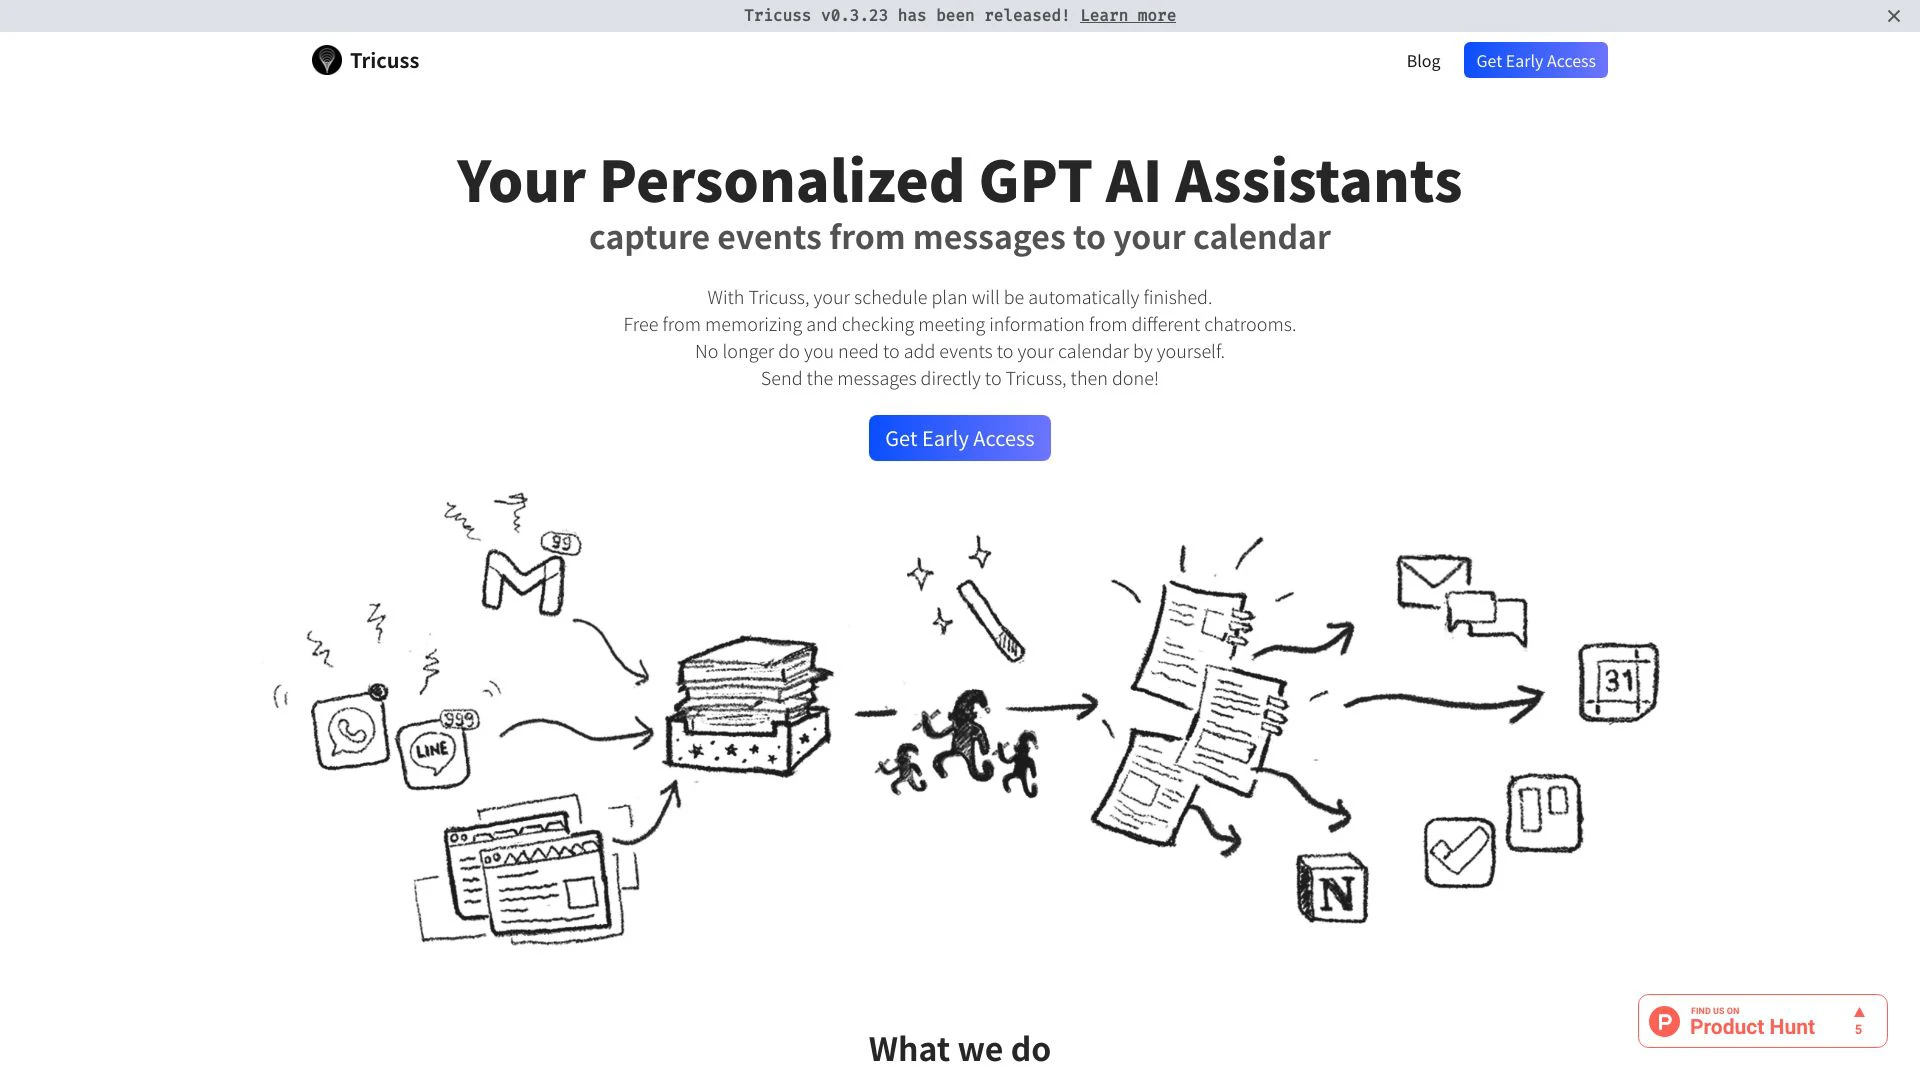 Tricuss v0.3.23 has been released! Learn more
Tricuss
Blog
Get Early Access
Your Personalized GPT AI Assistants
capture events from messages to your calendar
With Tricuss, your schedule plan will be automatically finished.
Free from memorizing and checking meeting information from different chatrooms.
No longer do you need to add events to your calendar by yourself.
Send the messages directly to Tricuss, then done!
Get Early Access
99
M
999
LINE
31
N
FIND US ON
Product Hunt
5
P
What we do